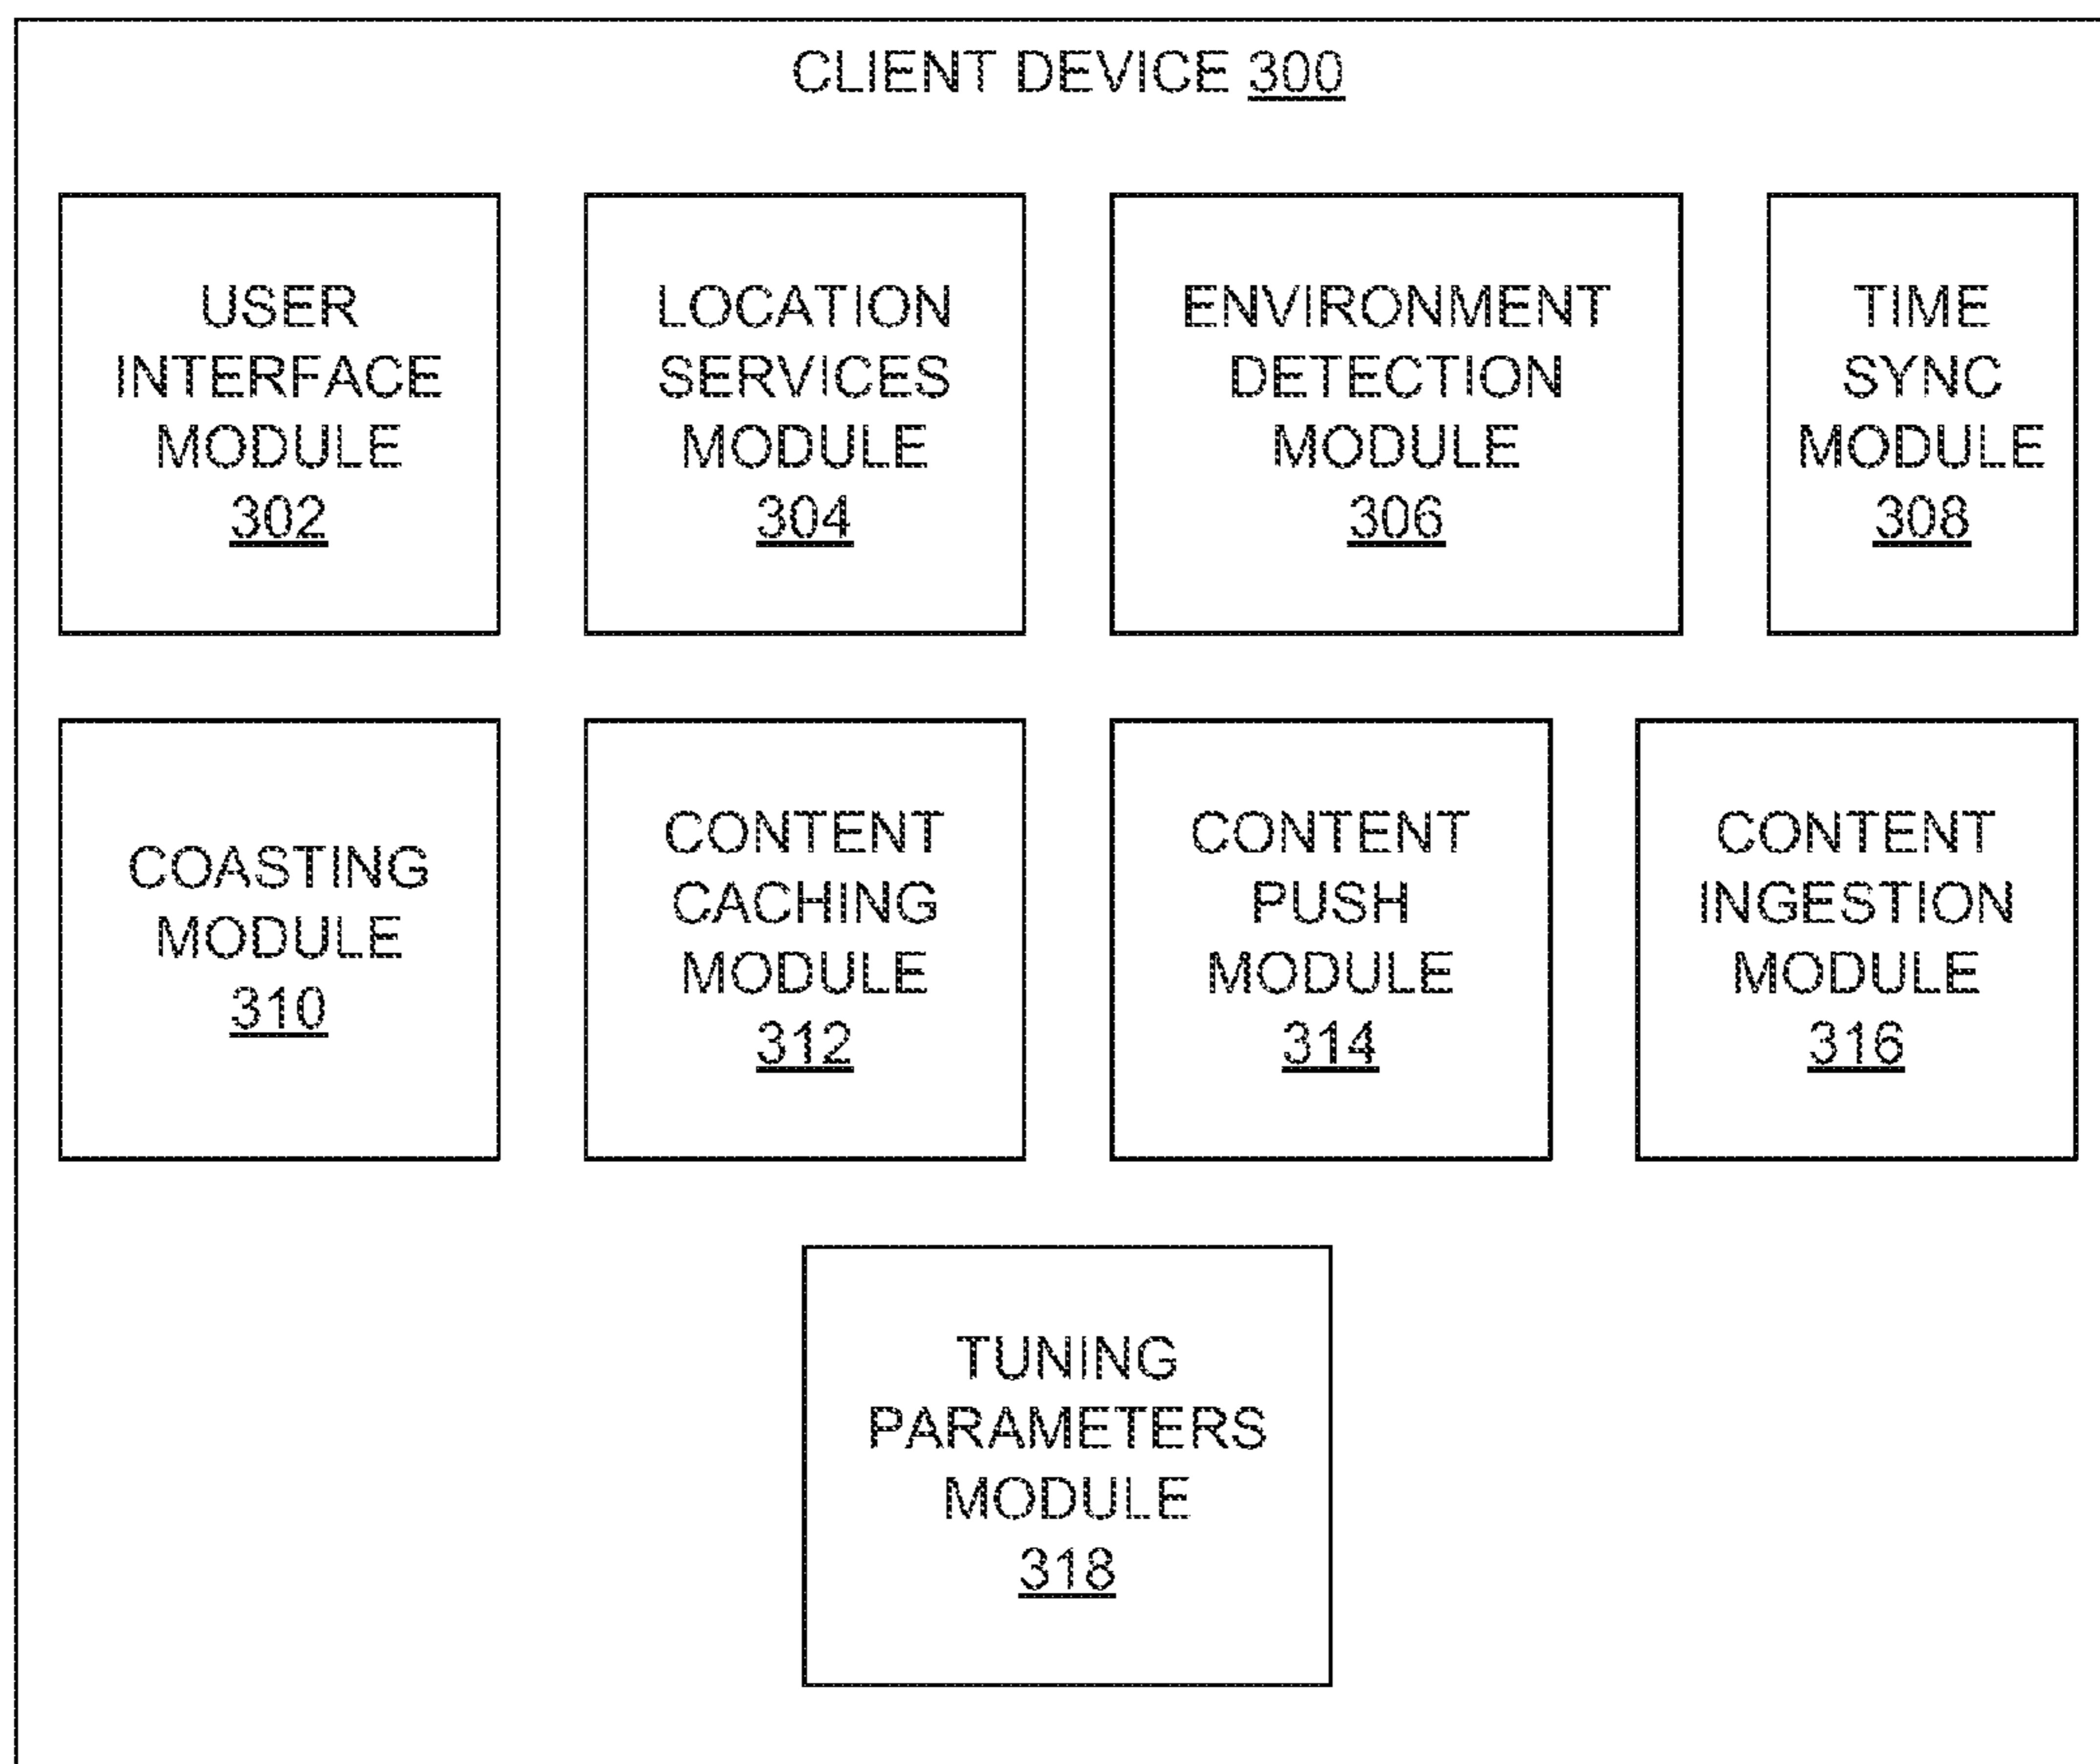 CLIENT DEVICE 300
USER
INTERFACE
MODULE
302
LOCATION
SERVICES
MODULE
304
ENVIRONMENT
DETECTION
MODULE
306
TIME
SYNC
MODULE
308
COASTING
MODULE
310
CONTENT
CACHING
MODULE
312
CONTENT
PUSH
MODULE
314
CONTENT
INGESTION
MODULE
316
TUNING
PARAMETERS
MODULE
318